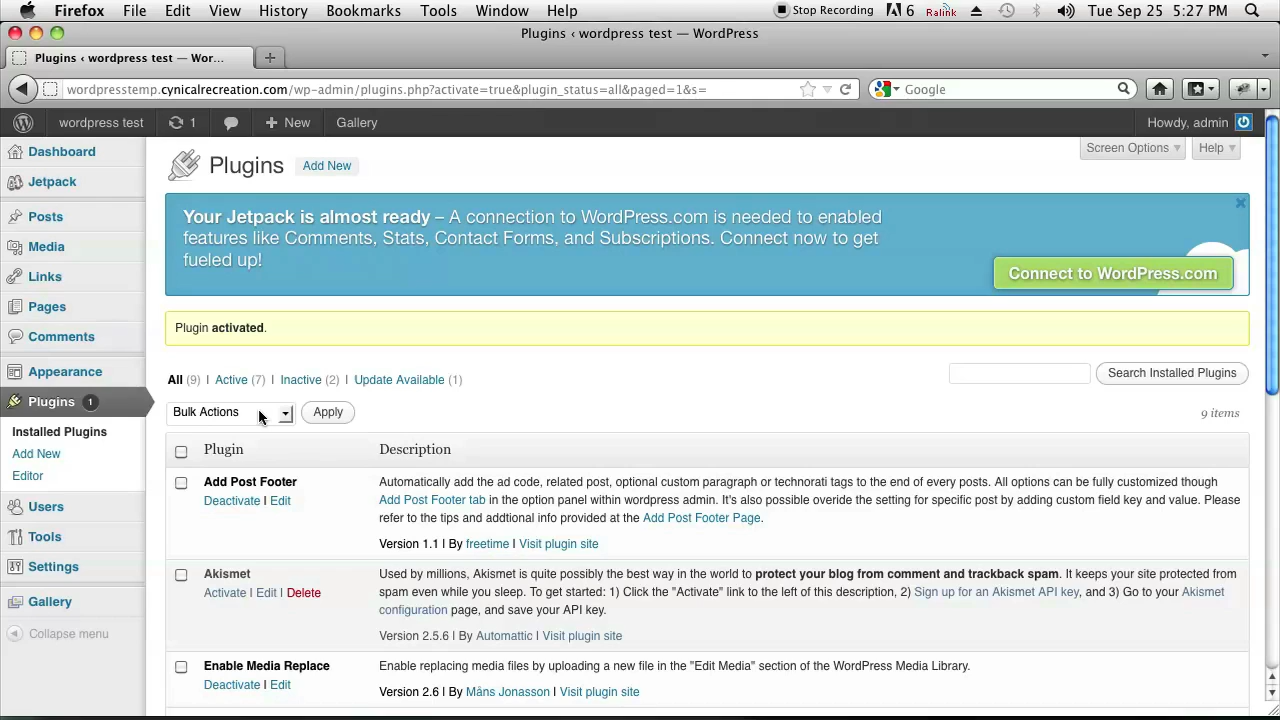 Firefox File Edit View History Bookmarks Tools Window Help Stop Recording 6 Ralink Tue Sep 25 5:27 PM
Plugins ‹ wordpress test — WordPress
Plugins ‹ wordpress test — Wor...
wordpresstemp.cynicalrecreation.com/wp-admin/plugins.php?activate=true&plugin_status=all&paged=1&s= Google
wordpress test 1 + New Gallery Howdy, admin
Dashboard
Jetpack
Posts
Media
Links
Pages
Comments
Appearance
Plugins 1
Installed Plugins
Add New
Editor
Users
Tools
Settings
Gallery
Collapse menu
Screen Options Help
Plugins Add New
Your Jetpack is almost ready – A connection to WordPress.com is needed to enabled
features like Comments, Stats, Contact Forms, and Subscriptions. Connect now to get
fueled up!
Connect to WordPress.com
Plugin activated.
All (9) | Active (7) | Inactive (2) | Update Available (1)
Search Installed Plugins
Bulk Actions Apply 9 items
Plugin Description
Add Post Footer
Deactivate | Edit
Automatically add the ad code, related post, optional custom paragraph or technorati tags to the end of every posts. All options can be fully customized though
Add Post Footer tab in the option panel within wordpress admin. It's also possible overide the setting for specific post by adding custom field key and value. Please
refer to the tips and addtional info provided at the Add Post Footer Page.
Version 1.1 | By freetime | Visit plugin site
Akismet
Activate | Edit | Delete
Used by millions, Akismet is quite possibly the best way in the world to protect your blog from comment and trackback spam. It keeps your site protected from
spam even while you sleep. To get started: 1) Click the "Activate" link to the left of this description, 2) Sign up for an Akismet API key, and 3) Go to your Akismet
configuration page, and save your API key.
Version 2.5.6 | By Automattic | Visit plugin site
Enable Media Replace
Deactivate | Edit
Enable replacing media files by uploading a new file in the "Edit Media" section of the WordPress Media Library.
Version 2.6 | By Måns Jonasson | Visit plugin site